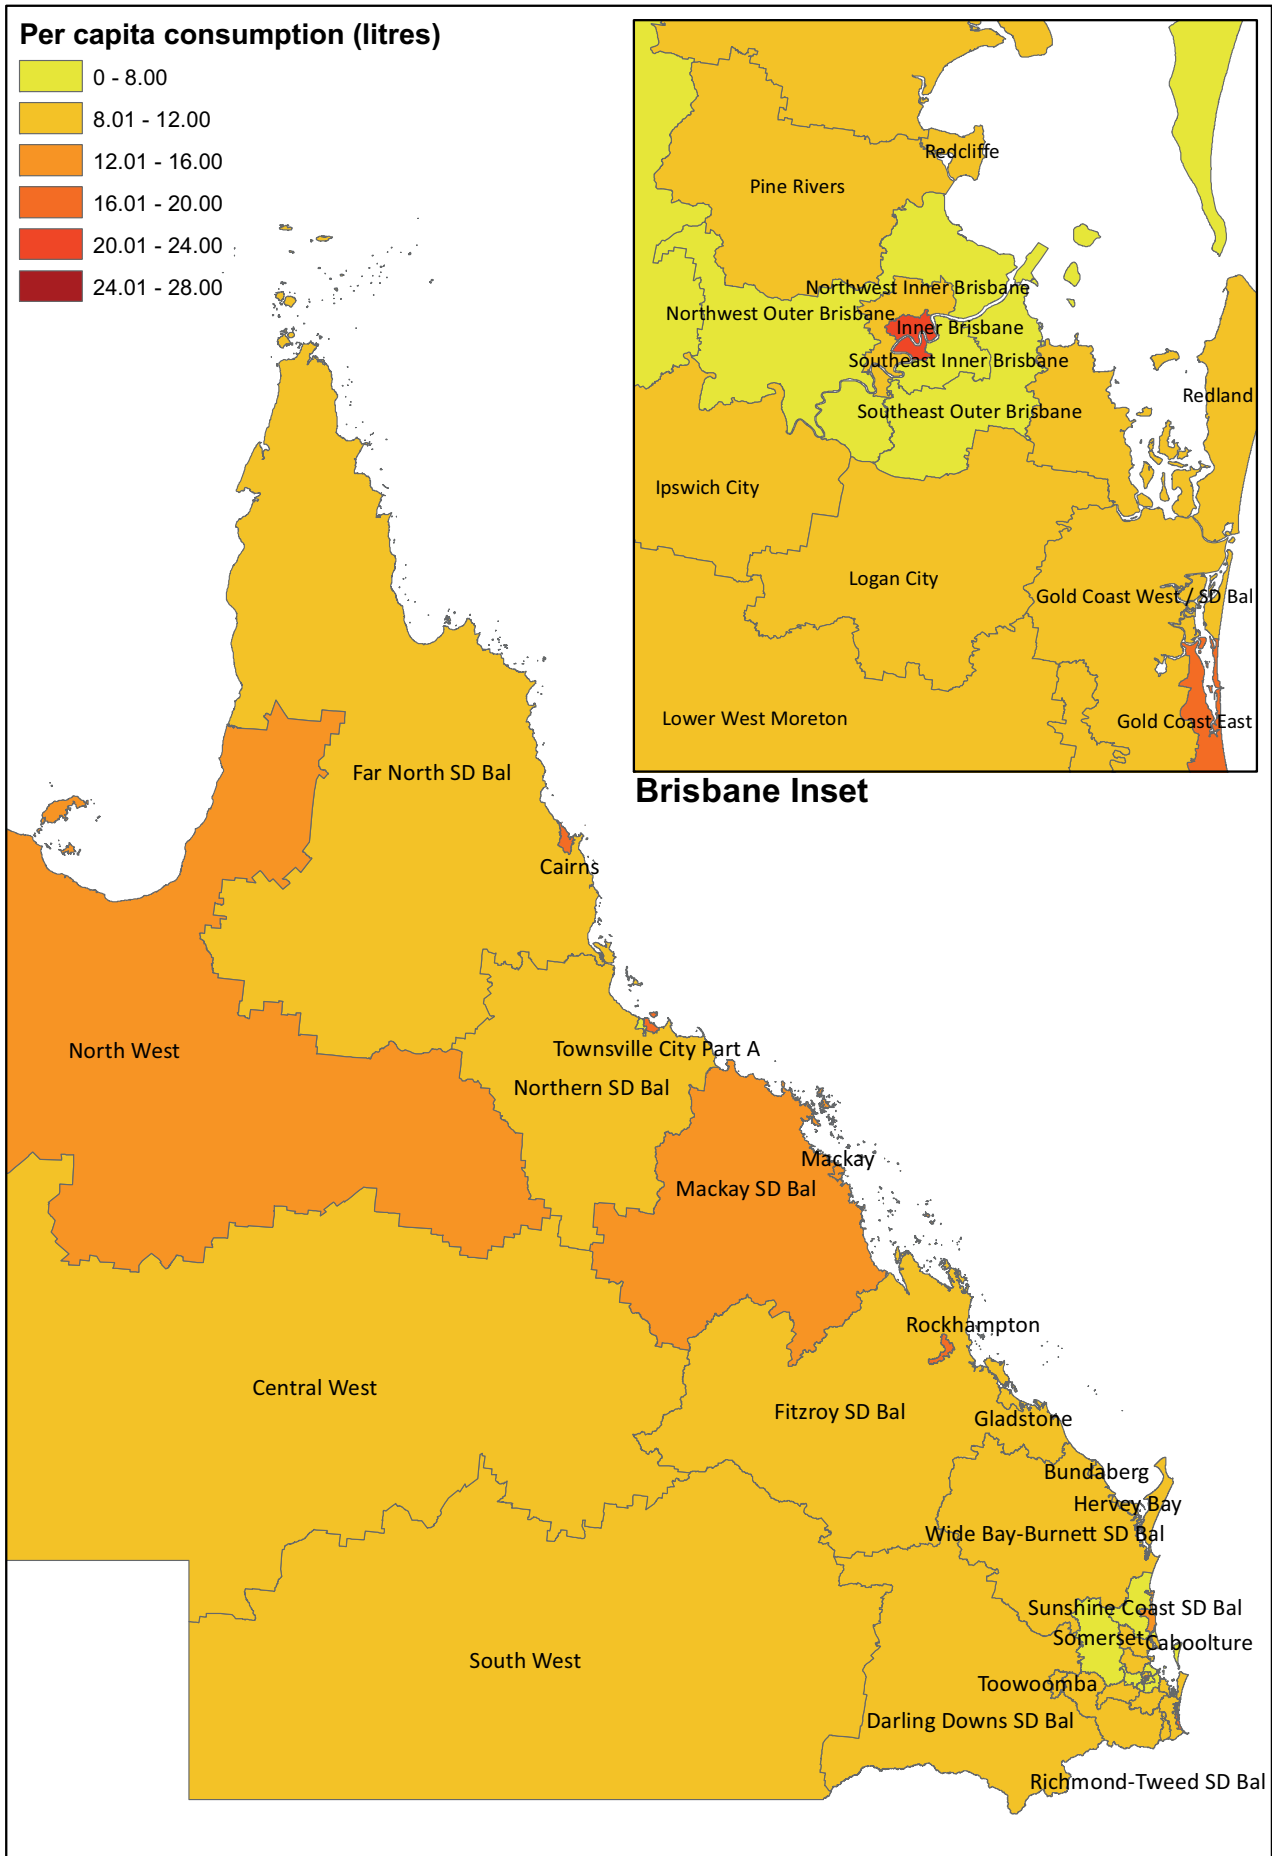 Per capita consumption (litres)
0 - 8.00
8.01 - 12.00
12.01 - 16.00
16.01 - 20.00
20.01 - 24.00
24.01 - 28.00
Redcliffe
Pine Rivers
Northwest Inner Brisbane
Northwest Outer Brisbane
Inner Brisbane
Southeast Inner Brisbane
Redland
Southeast Outer Brisbane
Ipswich City
Logan City
Gold Coast West / SD Bal
Lower West Moreton
Gold Coast East
Brisbane Inset
Far North SD Bal
Cairns
North West
Townsville City Part A
Northern SD Bal
Mackay
Mackay SD Bal
Rockhampton
Central West
Fitzroy SD Bal
Gladstone
Bundaberg
Hervey Bay
Wide Bay-Burnett SD Bal
Sunshine Coast SD Bal
Somerset
Caboolture
South West
Toowoomba
Darling Downs SD Bal
Richmond-Tweed SD Bal